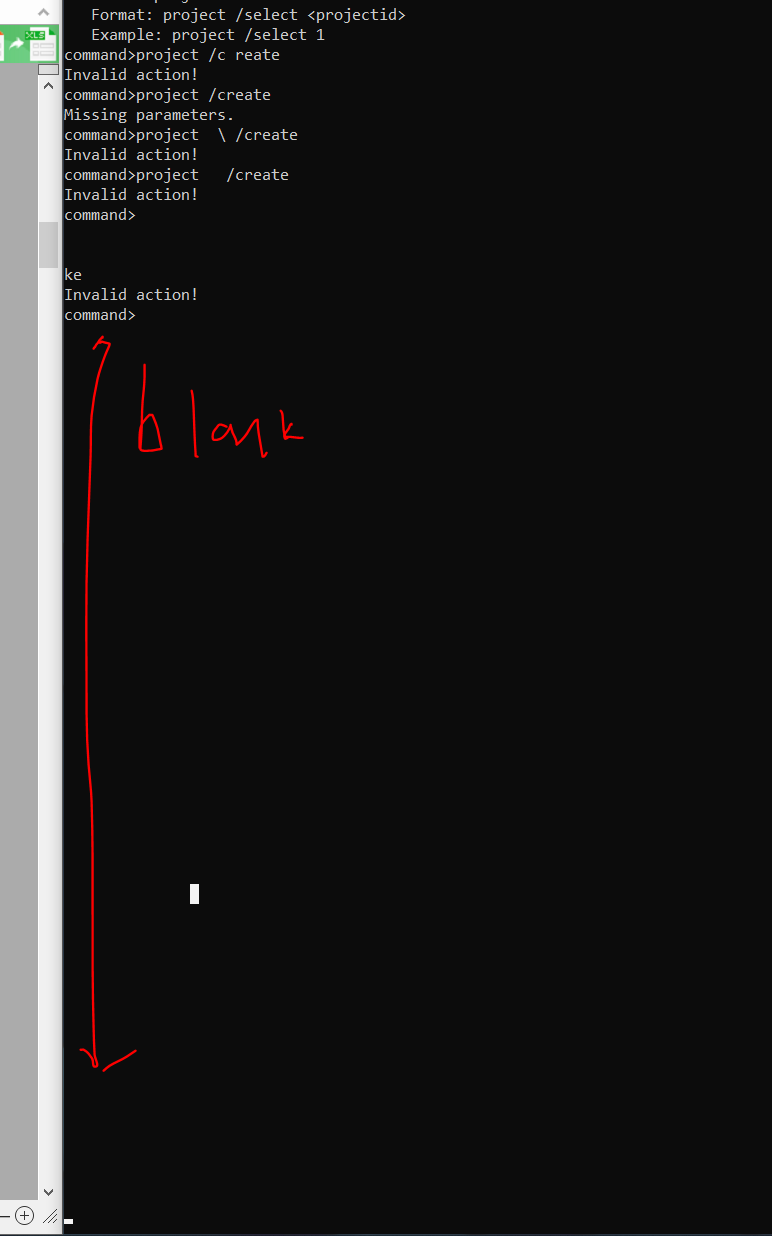 Format: project /select <projectid>
Example: project /select 1
command>project /c reate
Invalid action!
command>project /create
Missing parameters.
command>project  \ /create
Invalid action!
command>project   /create
Invalid action!
command>
ke
Invalid action!
command>
blank
XLS